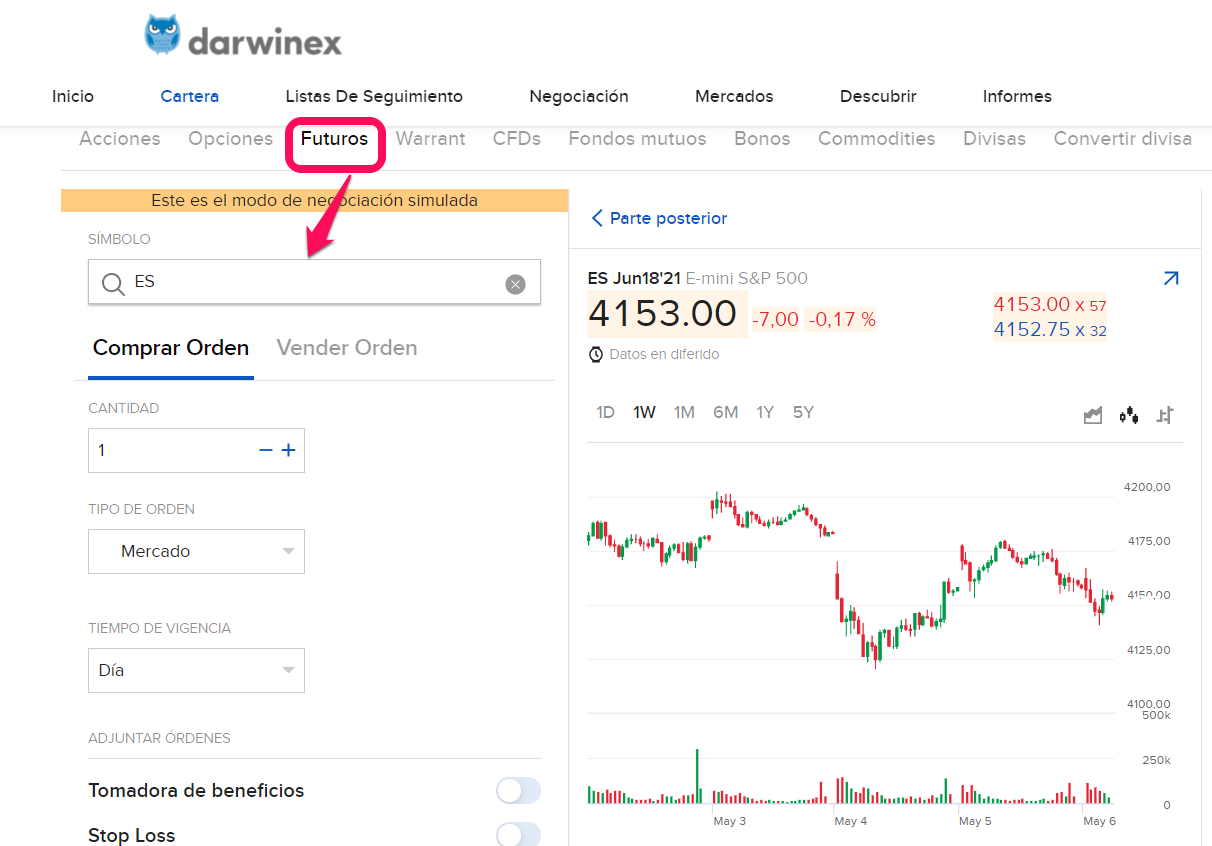 darwinex
Inicio Cartera Listas De Seguimiento Negociación Mercados Descubrir Informes
Acciones Opciones Futuros Warrant CFDs Fondos mutuos Bonos Commodities Divisas Convertir divisa
Este es el modo de negociación simulada
SÍMBOLO
ES
Comprar Orden Vender Orden
CANTIDAD
1
TIPO DE ORDEN
Mercado
TIEMPO DE VIGENCIA
Día
ADJUNTAR ÓRDENES
Tomadora de beneficios
Stop Loss
Parte posterior
ES Jun18'21 E-mini S&P 500
4153.00 -7,00 -0,17 %
4153.00 x 57
4152.75 x 32
Datos en diferido
1D 1W 1M 6M 1Y 5Y
4200,00
4175,00
4150,00
4125,00
4100,00
500k
250k
0
May 3 May 4 May 5 May 6